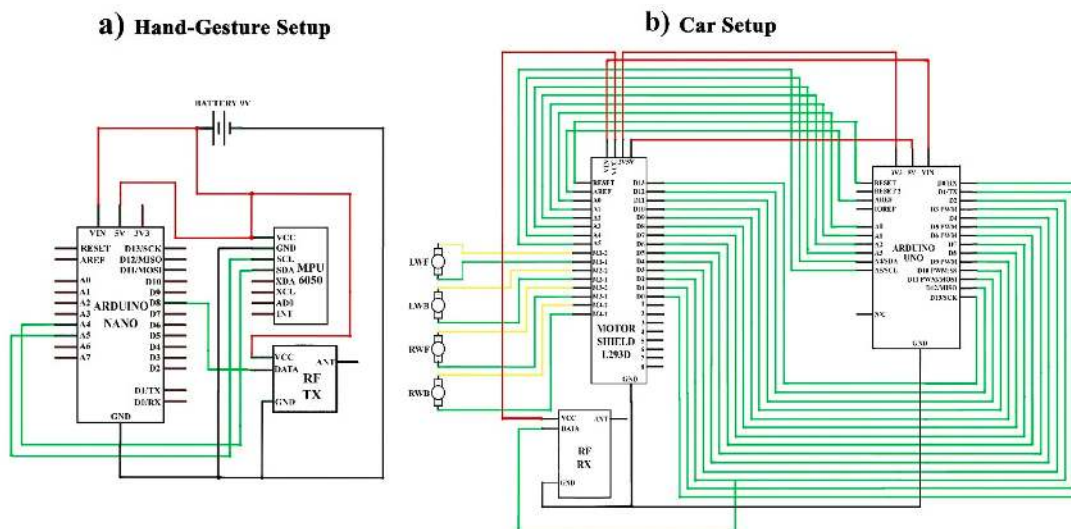 a) Hand-Gesture Setup
BATTERY 9V
VIN 5V 3V3
RESET
AREF
A0
A1
A2
A3
A4
A5
A6
A7
D13/SCK
D12/MISO
D11/MOSI
D10
D9
D8
D7
D6
D5
D4
D3
D2
D1/TX
D0/RX
ARDUINO
NANO
GND
VCC
GND
SCL
SDA
XDA
XCL
AD0
INT
MPU
6050
VCC
DATA
GND
ANT
RF
TX
b) Car Setup
LWF
LWB
RWF
RWB
RESET
AREF
A0
A1
A2
A3
A4
A5
D13
D12
D11
D10
D9
D8
D7
D6
D5
D4
D3
D2
D1
D0
MOTOR
SHIELD
L293D
GND
VCC
DATA
GND
ANT
RF
RX
3V3 5V VIN
RESET
RESET2
AREF
IOREF
A0
A1
A2
A3
A4/SDA
A5/SCL
D0/RX
D1/TX
D2
D3 PWM
D4
D5 PWM
D6 PWM
D7
D8
D9 PWM
D10 PWM/SS
D11 PWM/MOSI
D12/MISO
D13/SCK
ARDUINO
UNO
GND